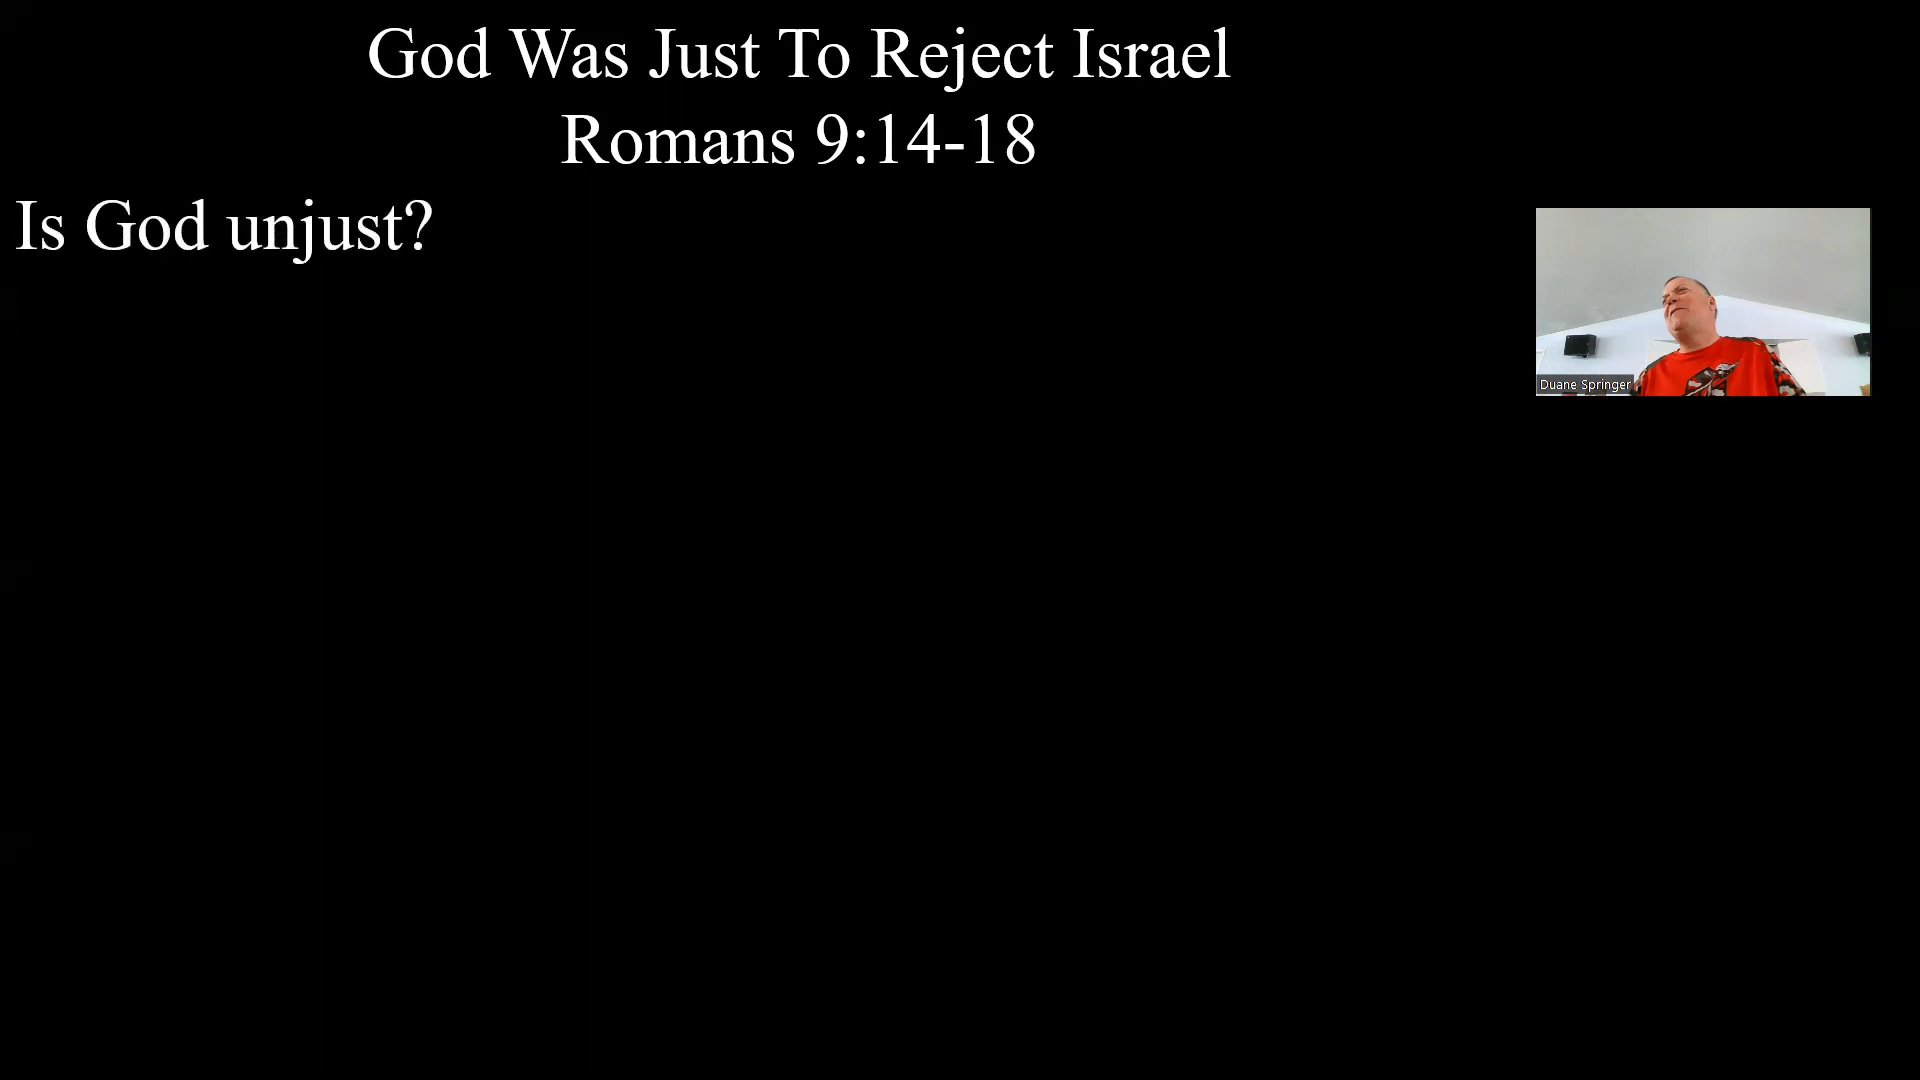 God Was Just To Reject Israel
Romans 9:14-18
Is God unjust?
Duane Springer